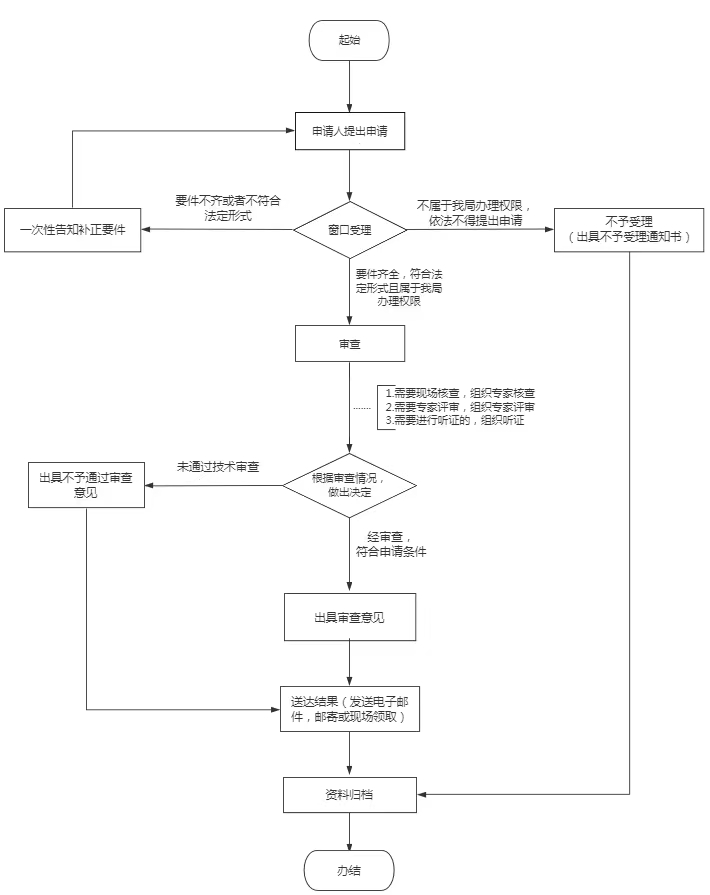 起始
申请人提出申请
要件不齐或者不符合
法定形式
不属于我局办理权限，
依法不得提出申请
一次性告知补正要件
窗口受理
不予受理
（出具不予受理通知书）
要件齐全，符合法
定形式且属于我局
办理权限
审查
.......
1.需要现场核查，组织专家核查
2.需要专家评审，组织专家评审
3.需要进行听证的，组织听证
未通过技术审查
出具不予通过审查
意见
根据审查情况，
做出决定
经审查，
符合申请条件
出具审查意见
送达结果（发送电子邮
件，邮寄或现场领取）
资料归档
办结